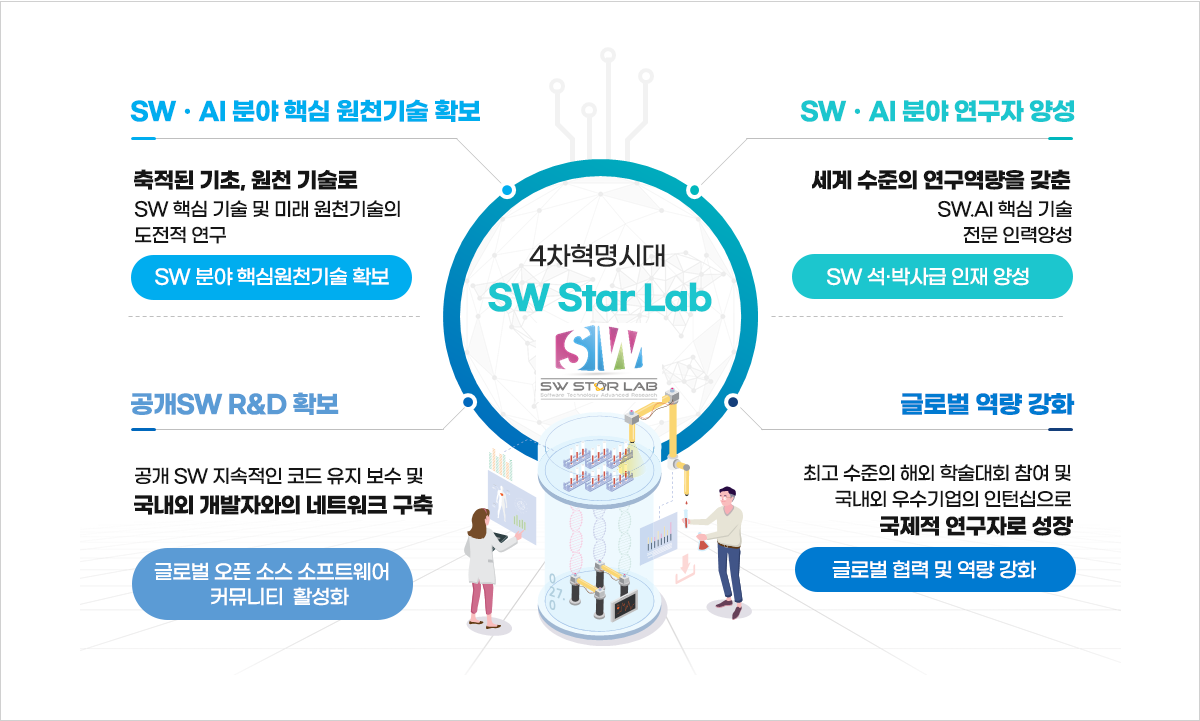 SW · AI 분야 핵심 원천기술 확보
축적된 기초, 원천 기술로
SW 핵심 기술 및 미래 원천기술의
도전적 연구
SW 분야 핵심원천기술 확보
SW · AI 분야 연구자 양성
세계 수준의 연구역량을 갖춘
SW.AI 핵심 기술
전문 인력양성
SW 석·박사급 인재 양성
4차혁명시대
SW Star Lab
SW
SW STAR LAB
Software Technology Advanced Research
공개SW R&D 확보
공개 SW 지속적인 코드 유지 보수 및
국내외 개발자와의 네트워크 구축
글로벌 오픈 소스 소프트웨어
커뮤니티 활성화
글로벌 역량 강화
최고 수준의 해외 학술대회 참여 및
국내외 우수기업의 인턴십으로
국제적 연구자로 성장
글로벌 협력 및 역량 강화
0
27.
0